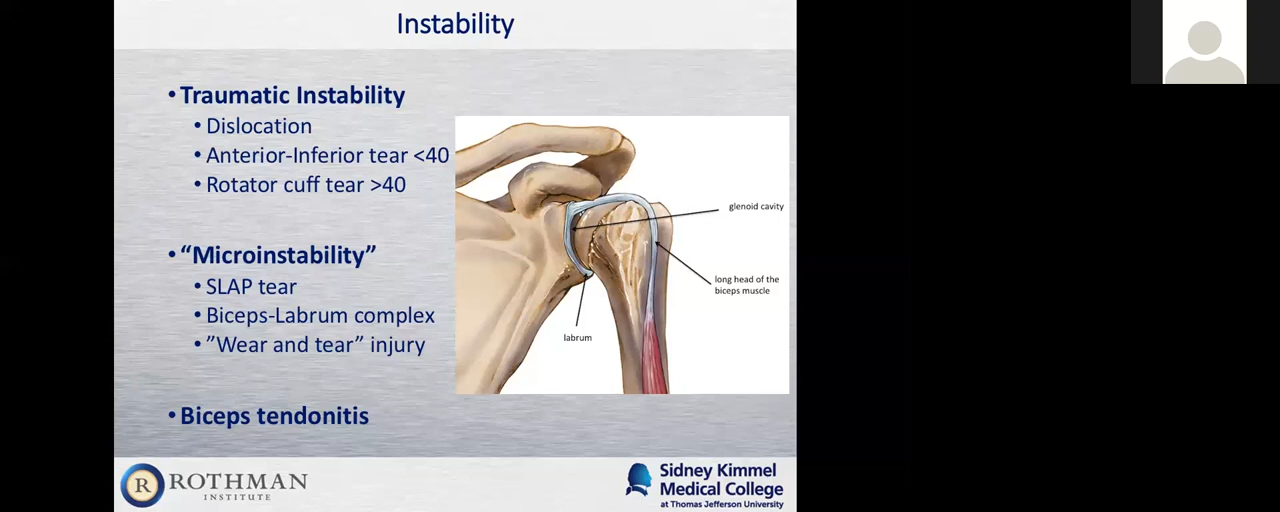 Instability
• Traumatic Instability
• Dislocation
• Anterior-Inferior tear <40
• Rotator cuff tear >40
• “Microinstability”
• SLAP tear
• Biceps-Labrum complex
• ”Wear and tear” injury
• Biceps tendonitis
glenoid cavity
long head of the
biceps muscle
labrum
R ROTHMAN
INSTITUTE
Sidney Kimmel
Medical College
at Thomas Jefferson University